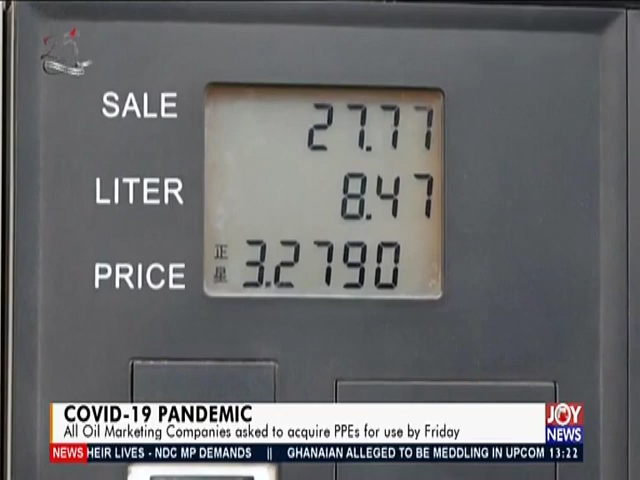 25
SALE 27.77
LITER 8.47
正星 PRICE 3.2790
COVID-19 PANDEMIC
All Oil Marketing Companies asked to acquire PPEs for use by Friday
JOY NEWS
NEWS HEIR LIVES - NDC MP DEMANDS || GHANAIAN ALLEGED TO BE MEDDLING IN UPCOM 13:22